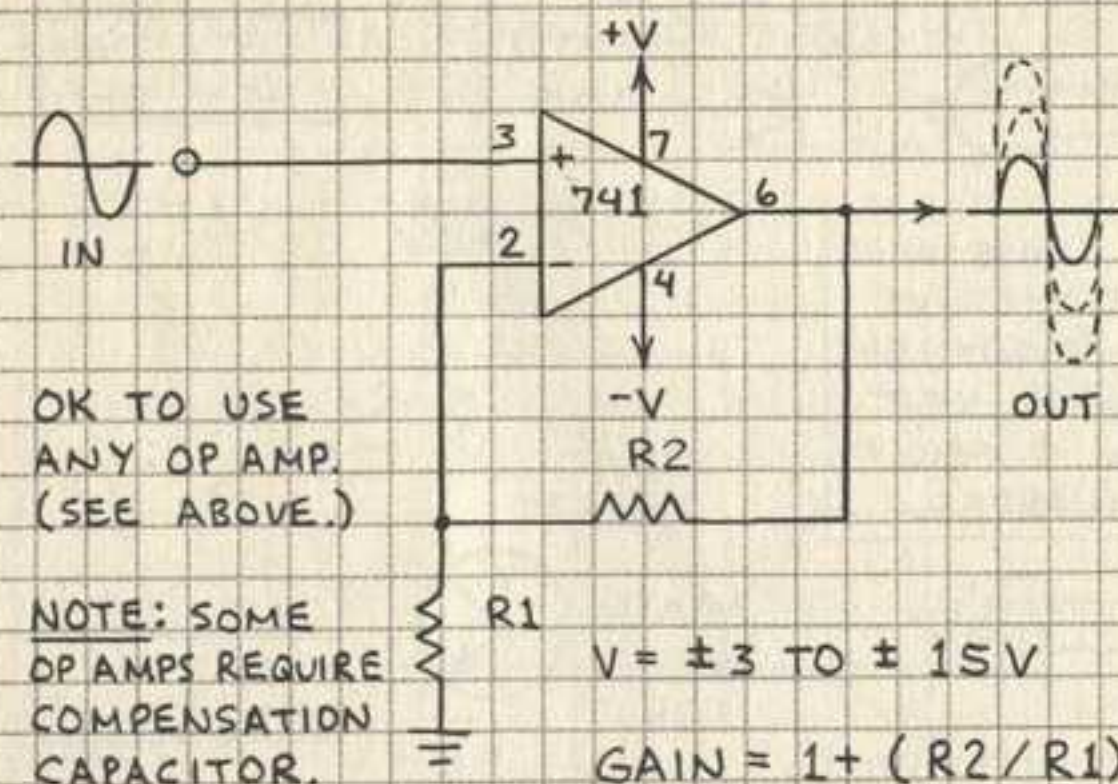 +V
3
+
7
741
6
IN
2
-
4
-V
OUT
R2
OK TO USE
ANY OP AMP.
(SEE ABOVE.)
R1
NOTE: SOME
OP AMPS REQUIRE
COMPENSATION
CAPACITOR.
V = ± 3 TO ± 15 V
GAIN = 1+ (R2/R1)